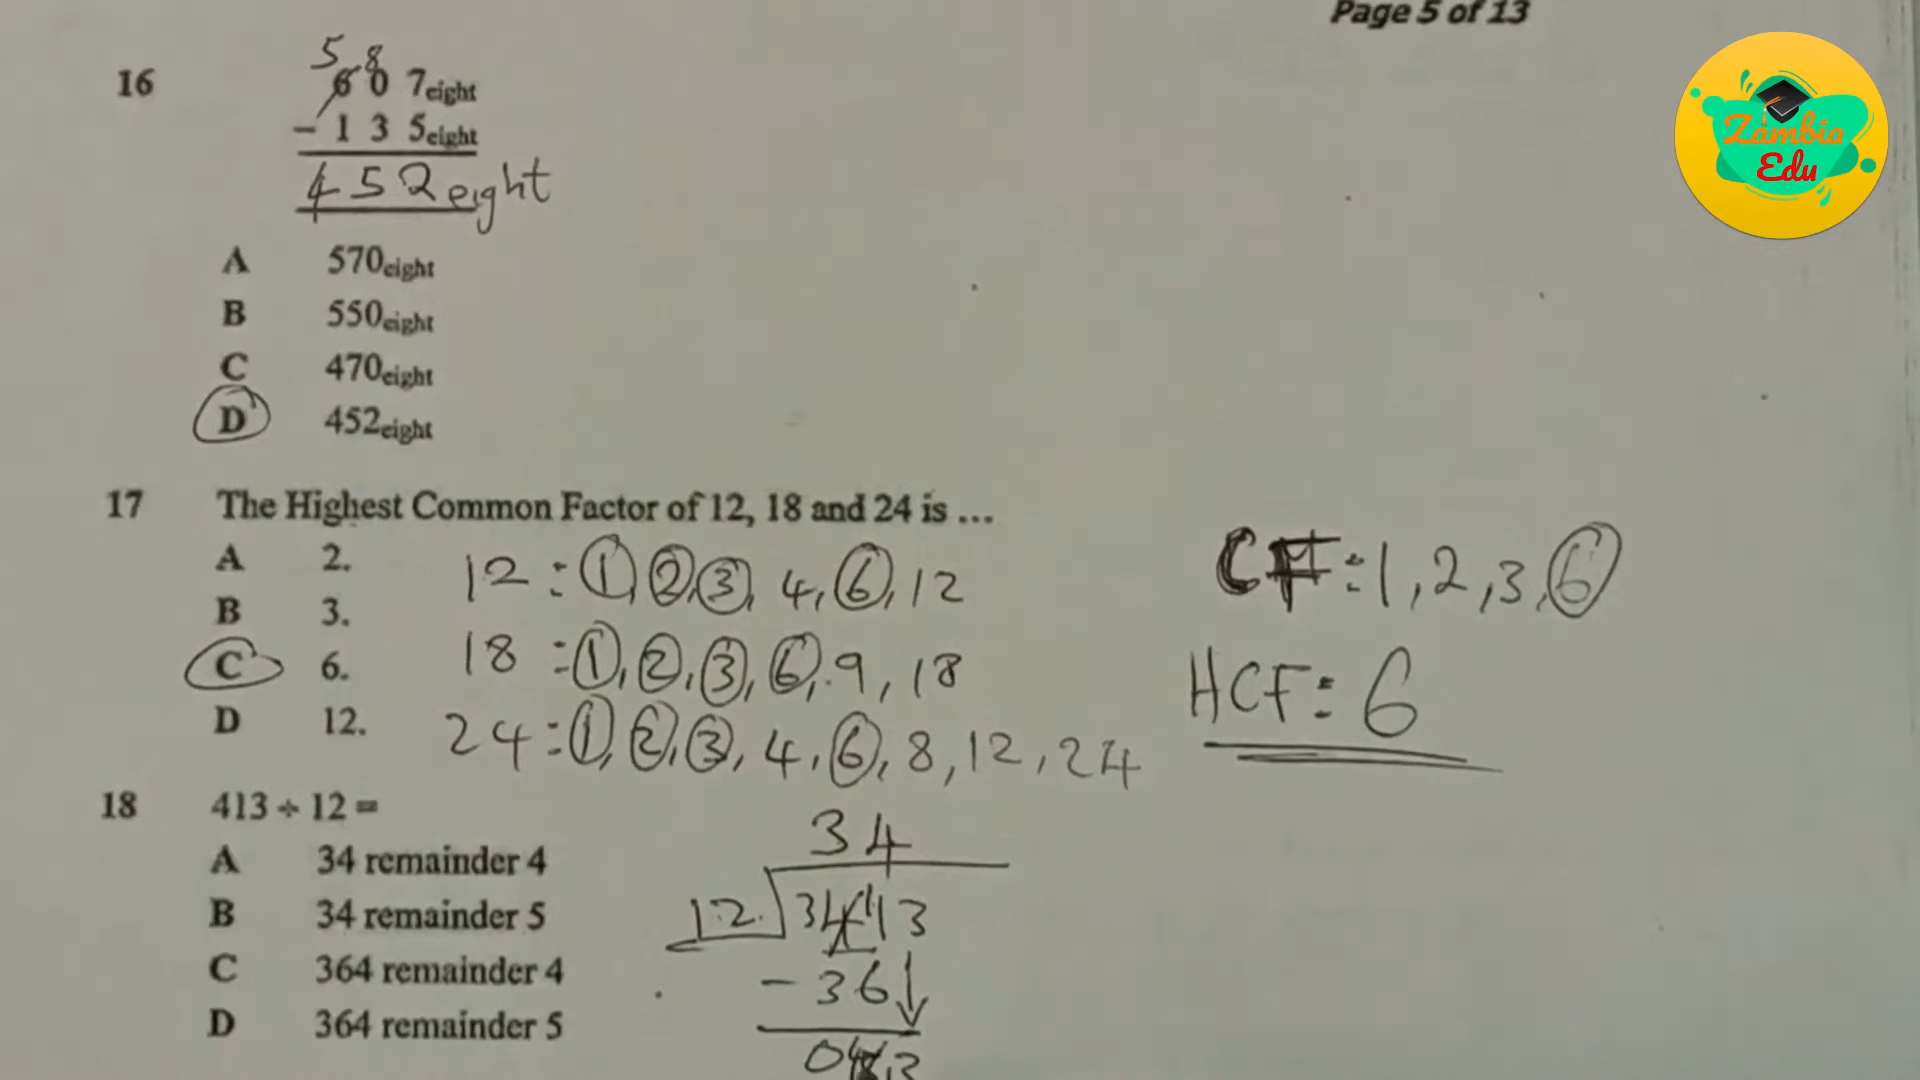 Page 5 of 13
Zambia
Edu
5 8
16 6 0 7eight
- 1 3 5eight
4 5 2 eight
A 570eight
B 550eight
C 470eight
D 452eight
17 The Highest Common Factor of 12, 18 and 24 is ...
A 2.
B 3.
C 6.
D 12.
12 : 1, 2, 3, 4, 6, 12
18 : 1, 2, 3, 6, 9, 18
24 : 1, 2, 3, 4, 6, 8, 12, 24
CF : 1, 2, 3, 6
HCF = 6
18 413 ÷ 12 =
A 34 remainder 4
B 34 remainder 5
C 364 remainder 4
D 364 remainder 5
34
12
- 36